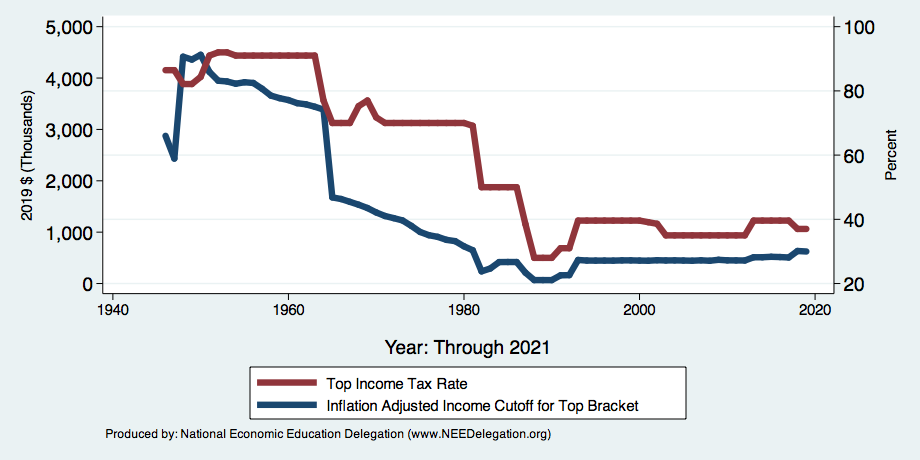 5,000
4,000
3,000
2,000
1,000
0
2019 $ (Thousands)
100
80
60
40
20
Percent
1940
1960
1980
2000
2020
Year: Through 2021
Top Income Tax Rate
Inflation Adjusted Income Cutoff for Top Bracket
Produced by: National Economic Education Delegation (www.NEEDelegation.org)